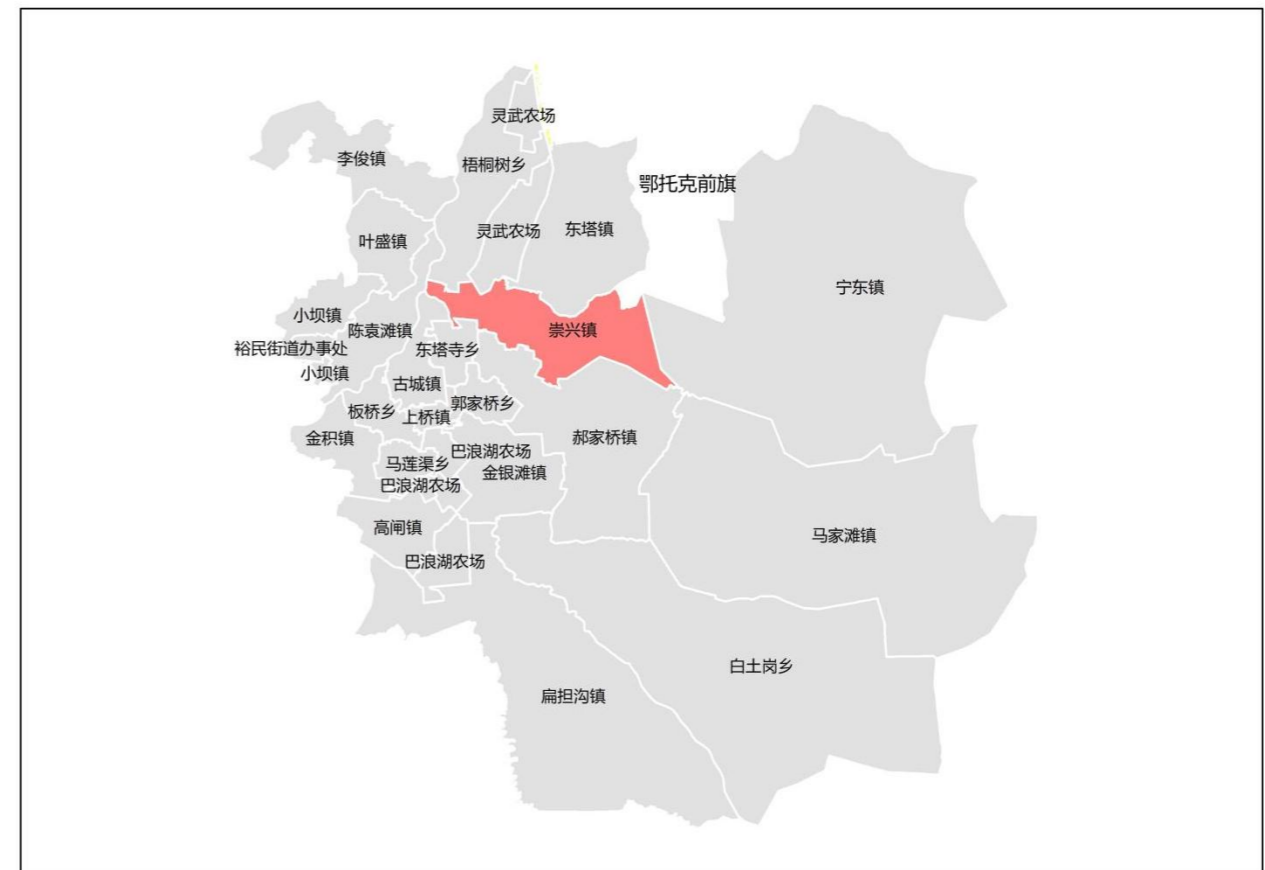 灵武农场
李俊镇
梧桐树乡
鄂托克前旗
灵武农场
东塔镇
叶盛镇
宁东镇
小坝镇
陈袁滩镇
崇兴镇
裕民街道办事处
东塔寺乡
小坝镇
古城镇
郭家桥乡
板桥乡
上桥镇
金积镇
郝家桥镇
巴浪湖农场
马莲渠乡
金银滩镇
巴浪湖农场
高闸镇
马家滩镇
巴浪湖农场
白土岗乡
扁担沟镇